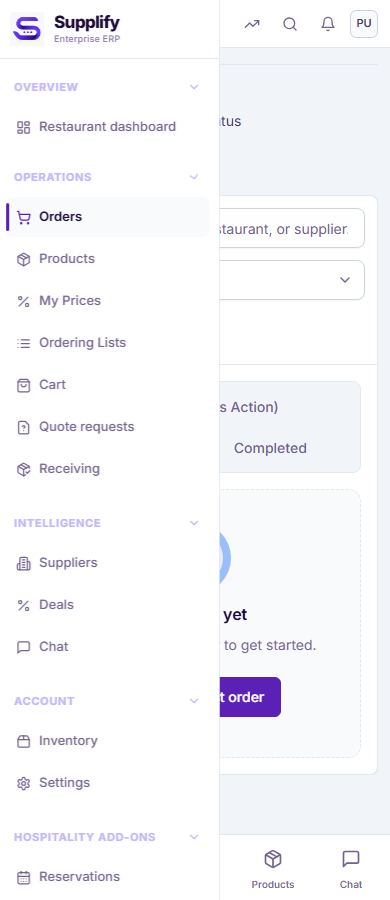 Supplify
Enterprise ERP
PU
OVERVIEW
Restaurant dashboard
OPERATIONS
Orders
Products
My Prices
Ordering Lists
Cart
Quote requests
Receiving
INTELLIGENCE
Suppliers
Deals
Chat
ACCOUNT
Inventory
Settings
HOSPITALITY ADD-ONS
Reservations
tus
staurant, or supplier.
s Action)
Completed
yet
to get started.
t order
Products
Chat